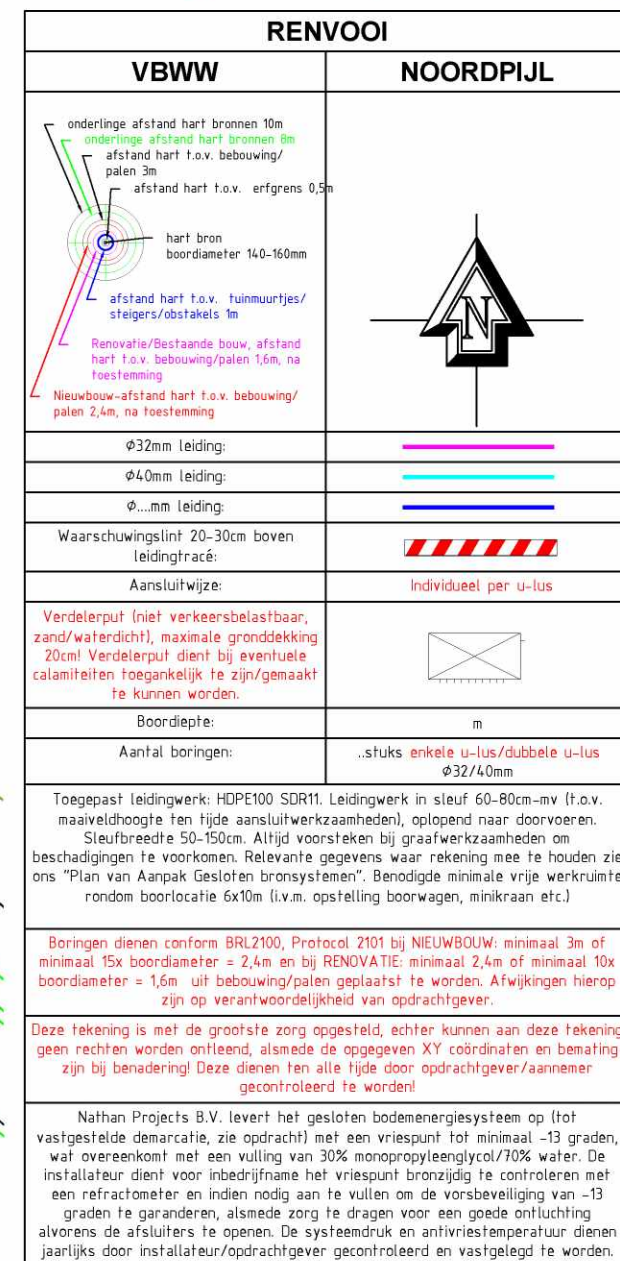 RENVOOI
VBWW
NOORDPIJL
onderlinge afstand hart bronnen 10m
onderlinge afstand hart bronnen 8m
afstand hart t.o.v. bebouwing/
palen 3m
afstand hart t.o.v. erfgrens 0,5m
hart bron
boordiameter 140-160mm
afstand hart t.o.v. tuinmuurtjes/
steigers/obstakels 1m
Renovatie/Bestaande bouw, afstand
hart t.o.v. bebouwing/palen 1,6m, na
toestemming
Nieuwbouw-afstand hart t.o.v. bebouwing/
palen 2,4m, na toestemming
N
Φ32mm leiding:
Φ40mm leiding:
Φ....mm leiding:
Waarschuwingslint 20-30cm boven
leidingtracé:
Aansluitwijze:
Individueel per u-lus
Verdelerput (niet verkeersbelastbaar,
zand/waterdicht), maximale gronddekking
20cm! Verdelerput dient bij eventuele
calamiteiten toegankelijk te zijn/gemaakt
te kunnen worden.
Boordiepte:
m
Aantal boringen:
..stuks enkele u-lus/dubbele u-lus
Φ32/40mm
Toegepast leidingwerk: HDPE100 SDR11. Leidingwerk in sleuf 60-80cm-mv (t.o.v.
maaiveldhoogte ten tijde aansluitwerkzaamheden), oplopend naar doorvoeren.
Sleufbreedte 50-150cm. Altijd voorsteken bij graafwerkzaamheden om
beschadigingen te voorkomen. Relevante gegevens waar rekening mee te houden zie
ons "Plan van Aanpak Gesloten bronsystemen". Benodigde minimale vrije werkruimte
rondom boorlocatie 6x10m (i.v.m. opstelling boorwagen, minikraan etc.)
Boringen dienen conform BRL2100, Protocol 2101 bij NIEUWBOUW: minimaal 3m of
minimaal 15x boordiameter = 2,4m en bij RENOVATIE: minimaal 2,4m of minimaal 10x
boordiameter = 1,6m uit bebouwing/palen geplaatst te worden. Afwijkingen hierop
zijn op verantwoordelijkheid van opdrachtgever.
Deze tekening is met de grootste zorg opgesteld, echter kunnen aan deze tekening
geen rechten worden ontleend, alsmede de opgegeven XY coördinaten en bemating
zijn bij benadering! Deze dienen ten alle tijde door opdrachtgever/aannemer
gecontroleerd te worden!
Nathan Projects B.V. levert het gesloten bodemenergiesysteem op (tot
vastgestelde demarcatie, zie opdracht) met een vriespunt tot minimaal -13 graden,
wat overeenkomt met een vulling van 30% monopropyleenglycol/70% water. De
installateur dient voor inbedrijfname het vriespunt bronzijdig te controleren met
een refractometer en indien nodig aan te vullen om de vorsbeveiliging van -13
graden te garanderen, alsmede zorg te dragen voor een goede ontluchting
alvorens de afsluiters te openen. De systeemdruk en antivriestemperatuur dienen
jaarlijks door installateur/opdrachtgever gecontroleerd en vastgelegd te worden.